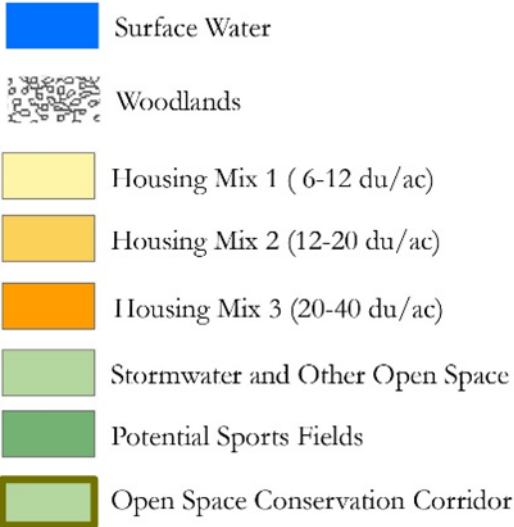 Surface Water
Woodlands
Housing Mix 1 ( 6-12 du/ac)
Housing Mix 2 (12-20 du/ac)
Housing Mix 3 (20-40 du/ac)
Stormwater and Other Open Space
Potential Sports Fields
Open Space Conservation Corridor